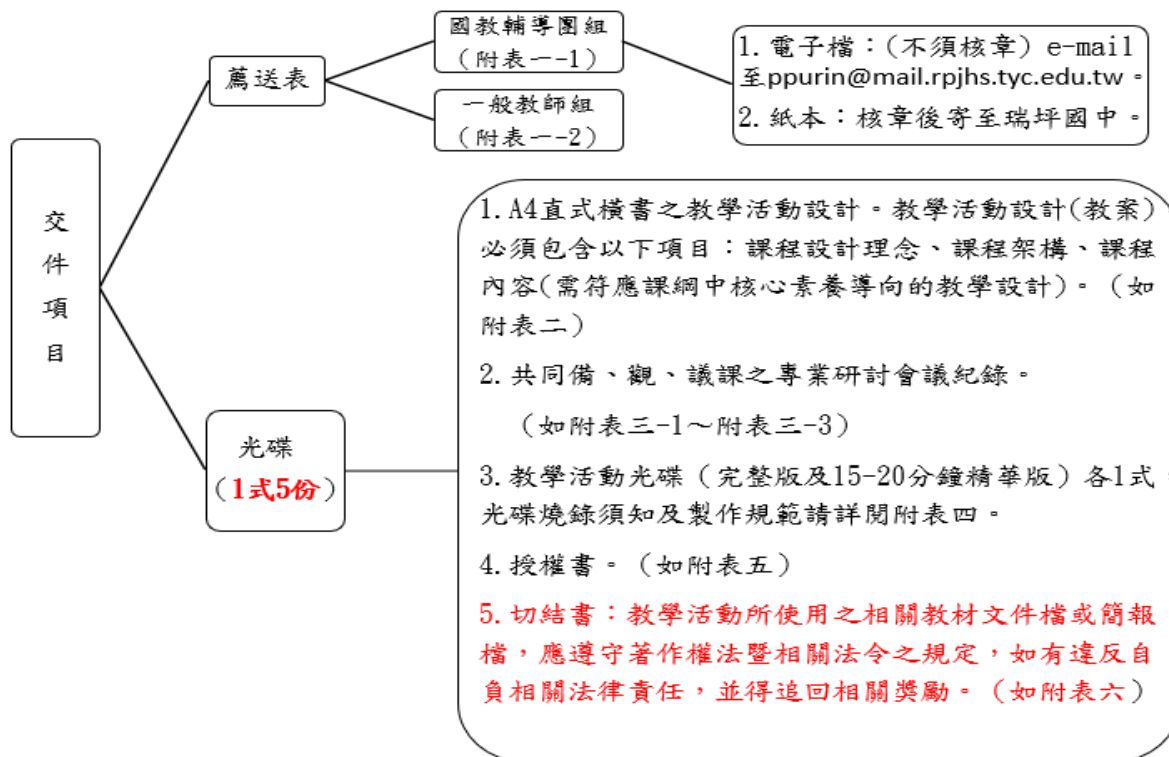 交件項目
薦送表
國教輔導團組
（附表一-1）
一般教師組
（附表一-2）
1.電子檔：(不須核章) e-mail
至ppurin@mail.rpjhs.tyc.edu.tw。
2.紙本：核章後寄至瑞坪國中。
光碟
（1式5份）
1.A4直式橫書之教學活動設計。教學活動設計(教案)
必須包含以下項目：課程設計理念、課程架構、課程
內容(需符應課綱中核心素養導向的教學設計)。（如
附表二）
2.共同備、觀、議課之專業研討會議紀錄。
（如附表三-1～附表三-3）
3.教學活動光碟（完整版及15-20分鐘精華版）各1式，
光碟燒錄須知及製作規範請詳閱附表四。
4.授權書。（如附表五）
5.切結書：教學活動所使用之相關教材文件檔或簡報
檔，應遵守著作權法暨相關法令之規定，如有違反自
負相關法律責任，並得追回相關獎勵。（如附表六）